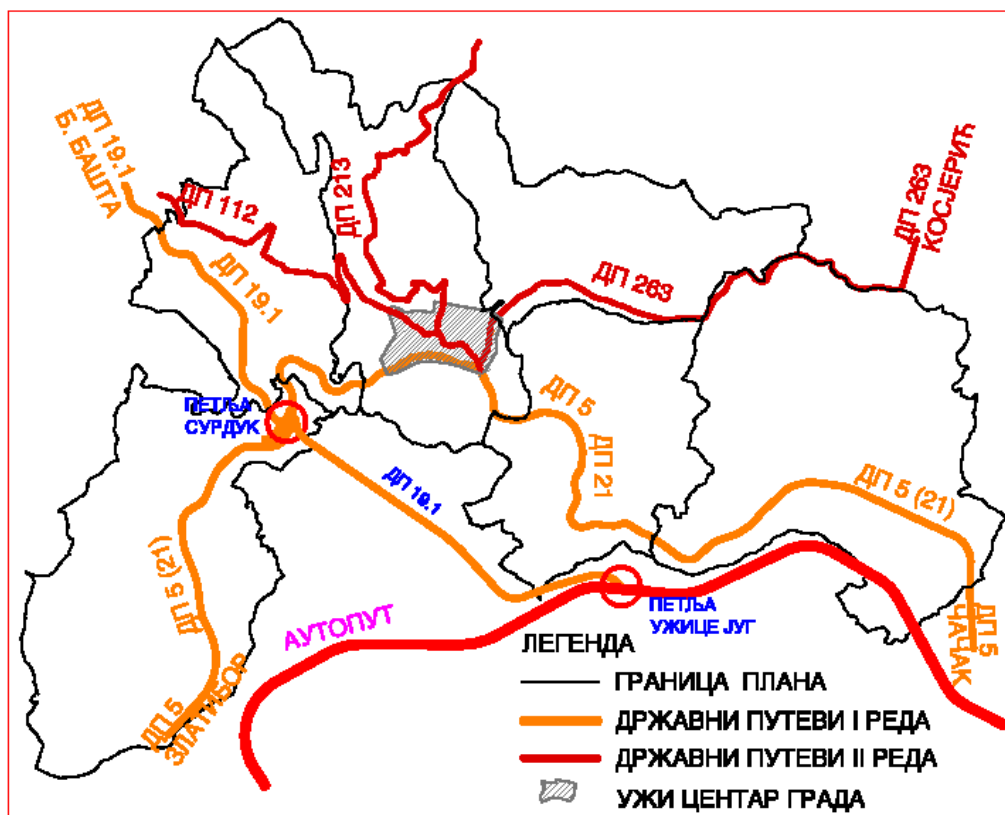 ДП 19.1
Б. БАШТА
ДП 112
ДП 213
ДП 263
КОСЈЕРИЋ
ДП 19.1
ДП 263
ПЕТЉА
СУРДУК
ДП 5
ДП 21
ДП 19.1
ДП 5 (21)
ДП 5 (21)
АУТОПУТ
ПЕТЉА
УЖИЦЕ ЈУГ
ДП 5
ЧАЧАК
ДП 5
ЗЛАТИБОР
ЛЕГЕНДА
ГРАНИЦА ПЛАНА
ДРЖАВНИ ПУТЕВИ I РЕДА
ДРЖАВНИ ПУТЕВИ II РЕДА
УЖИ ЦЕНТАР ГРАДА